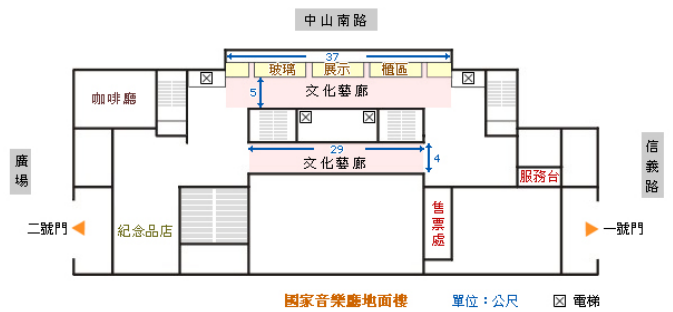 中山南路
37
玻璃 展示 櫃區
咖啡廳
5
文化藝廊
29
文化藝廊
4
廣場
信義路
服務台
二號門
紀念品店
售票處
一號門
國家音樂廳地面樓 單位：公尺 電梯